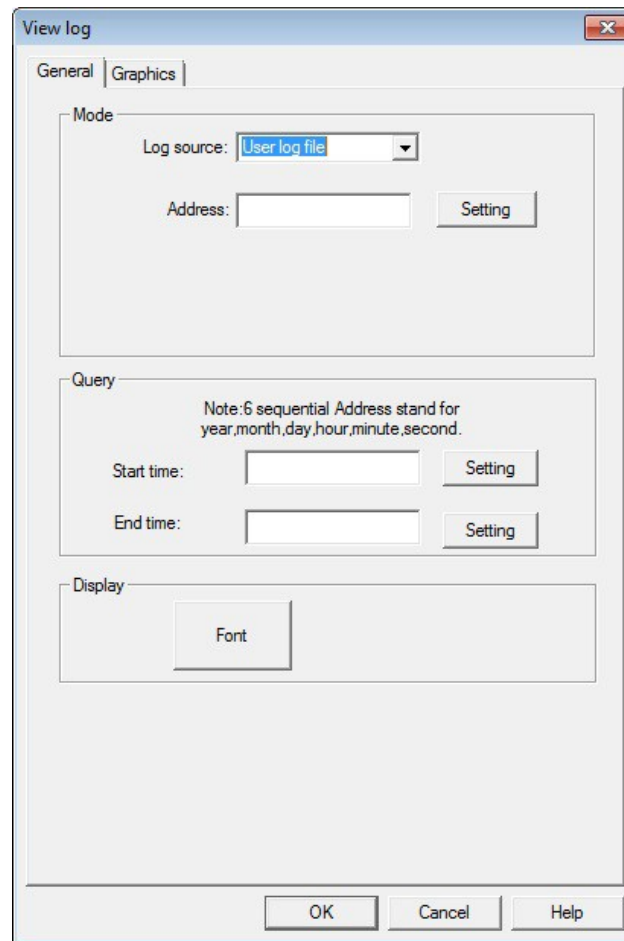 View log
General Graphics
Mode
Log source: User log file
Address: Setting
Query
Note:6 sequential Address stand for
year,month,day,hour,minute,second.
Start time: Setting
End time: Setting
Display
Font
OK Cancel Help